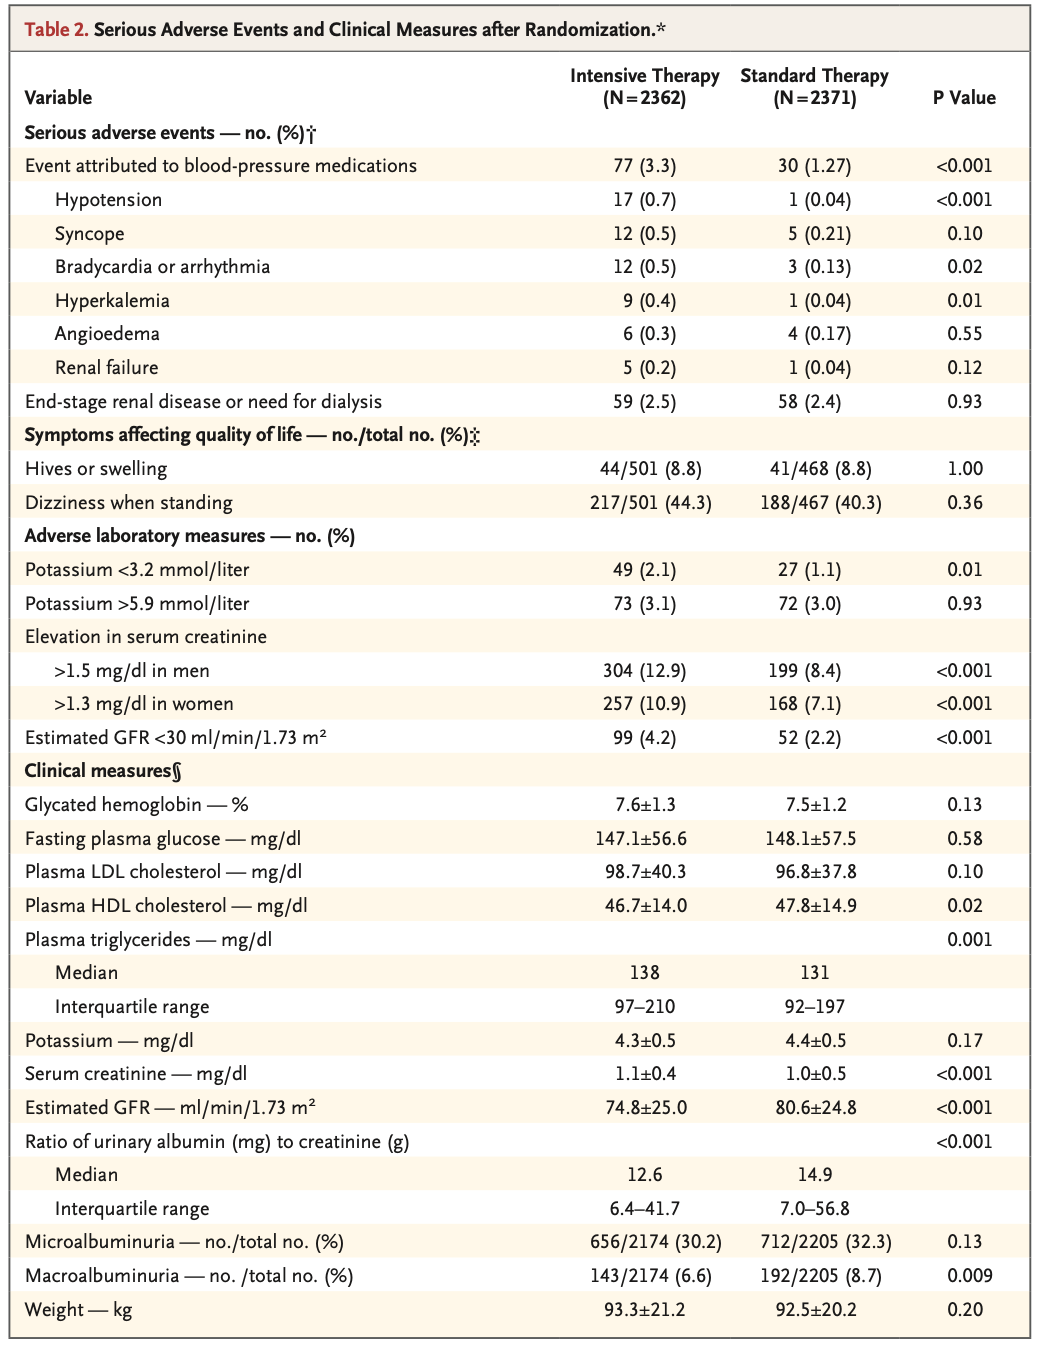 Table 2. Serious Adverse Events and Clinical Measures after Randomization.*
Variable Intensive Therapy (N=2362) Standard Therapy (N=2371) P Value
Serious adverse events — no. (%)†
Event attributed to blood-pressure medications 77 (3.3) 30 (1.27) <0.001
Hypotension 17 (0.7) 1 (0.04) <0.001
Syncope 12 (0.5) 5 (0.21) 0.10
Bradycardia or arrhythmia 12 (0.5) 3 (0.13) 0.02
Hyperkalemia 9 (0.4) 1 (0.04) 0.01
Angioedema 6 (0.3) 4 (0.17) 0.55
Renal failure 5 (0.2) 1 (0.04) 0.12
End-stage renal disease or need for dialysis 59 (2.5) 58 (2.4) 0.93
Symptoms affecting quality of life — no./total no. (%)‡
Hives or swelling 44/501 (8.8) 41/468 (8.8) 1.00
Dizziness when standing 217/501 (44.3) 188/467 (40.3) 0.36
Adverse laboratory measures — no. (%)
Potassium <3.2 mmol/liter 49 (2.1) 27 (1.1) 0.01
Potassium >5.9 mmol/liter 73 (3.1) 72 (3.0) 0.93
Elevation in serum creatinine
>1.5 mg/dl in men 304 (12.9) 199 (8.4) <0.001
>1.3 mg/dl in women 257 (10.9) 168 (7.1) <0.001
Estimated GFR <30 ml/min/1.73 m² 99 (4.2) 52 (2.2) <0.001
Clinical measures§
Glycated hemoglobin — % 7.6±1.3 7.5±1.2 0.13
Fasting plasma glucose — mg/dl 147.1±56.6 148.1±57.5 0.58
Plasma LDL cholesterol — mg/dl 98.7±40.3 96.8±37.8 0.10
Plasma HDL cholesterol — mg/dl 46.7±14.0 47.8±14.9 0.02
Plasma triglycerides — mg/dl 0.001
Median 138 131
Interquartile range 97–210 92–197
Potassium — mg/dl 4.3±0.5 4.4±0.5 0.17
Serum creatinine — mg/dl 1.1±0.4 1.0±0.5 <0.001
Estimated GFR — ml/min/1.73 m² 74.8±25.0 80.6±24.8 <0.001
Ratio of urinary albumin (mg) to creatinine (g) <0.001
Median 12.6 14.9
Interquartile range 6.4–41.7 7.0–56.8
Microalbuminuria — no./total no. (%) 656/2174 (30.2) 712/2205 (32.3) 0.13
Macroalbuminuria — no. /total no. (%) 143/2174 (6.6) 192/2205 (8.7) 0.009
Weight — kg 93.3±21.2 92.5±20.2 0.20